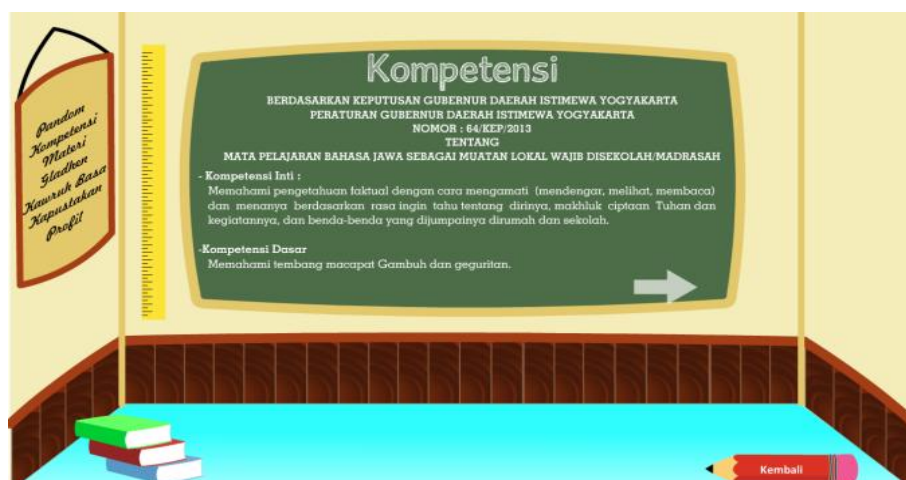 Pandom
Kompetensi
Materi
Gladhen
Kawruh Basa
Kapustakan
Profil
Kompetensi
BERDASARKAN KEPUTUSAN GUBERNUR DAERAH ISTIMEWA YOGYAKARTA
PERATURAN GUBERNUR DAERAH ISTIMEWA YOGYAKARTA
NOMOR : 64/KEP/2013
TENTANG
MATA PELAJARAN BAHASA JAWA SEBAGAI MUATAN LOKAL WAJIB DISEKOLAH/MADRASAH
- Kompetensi Inti :
Memahami pengetahuan faktual dengan cara mengamati (mendengar, melihat, membaca)
dan menanya berdasarkan rasa ingin tahu tentang dirinya, makhluk ciptaan Tuhan dan
kegiatannya, dan benda-benda yang dijumpainya dirumah dan sekolah.
-Kompetensi Dasar
Memahami tembang macapat Gambuh dan geguritan.
Kembali